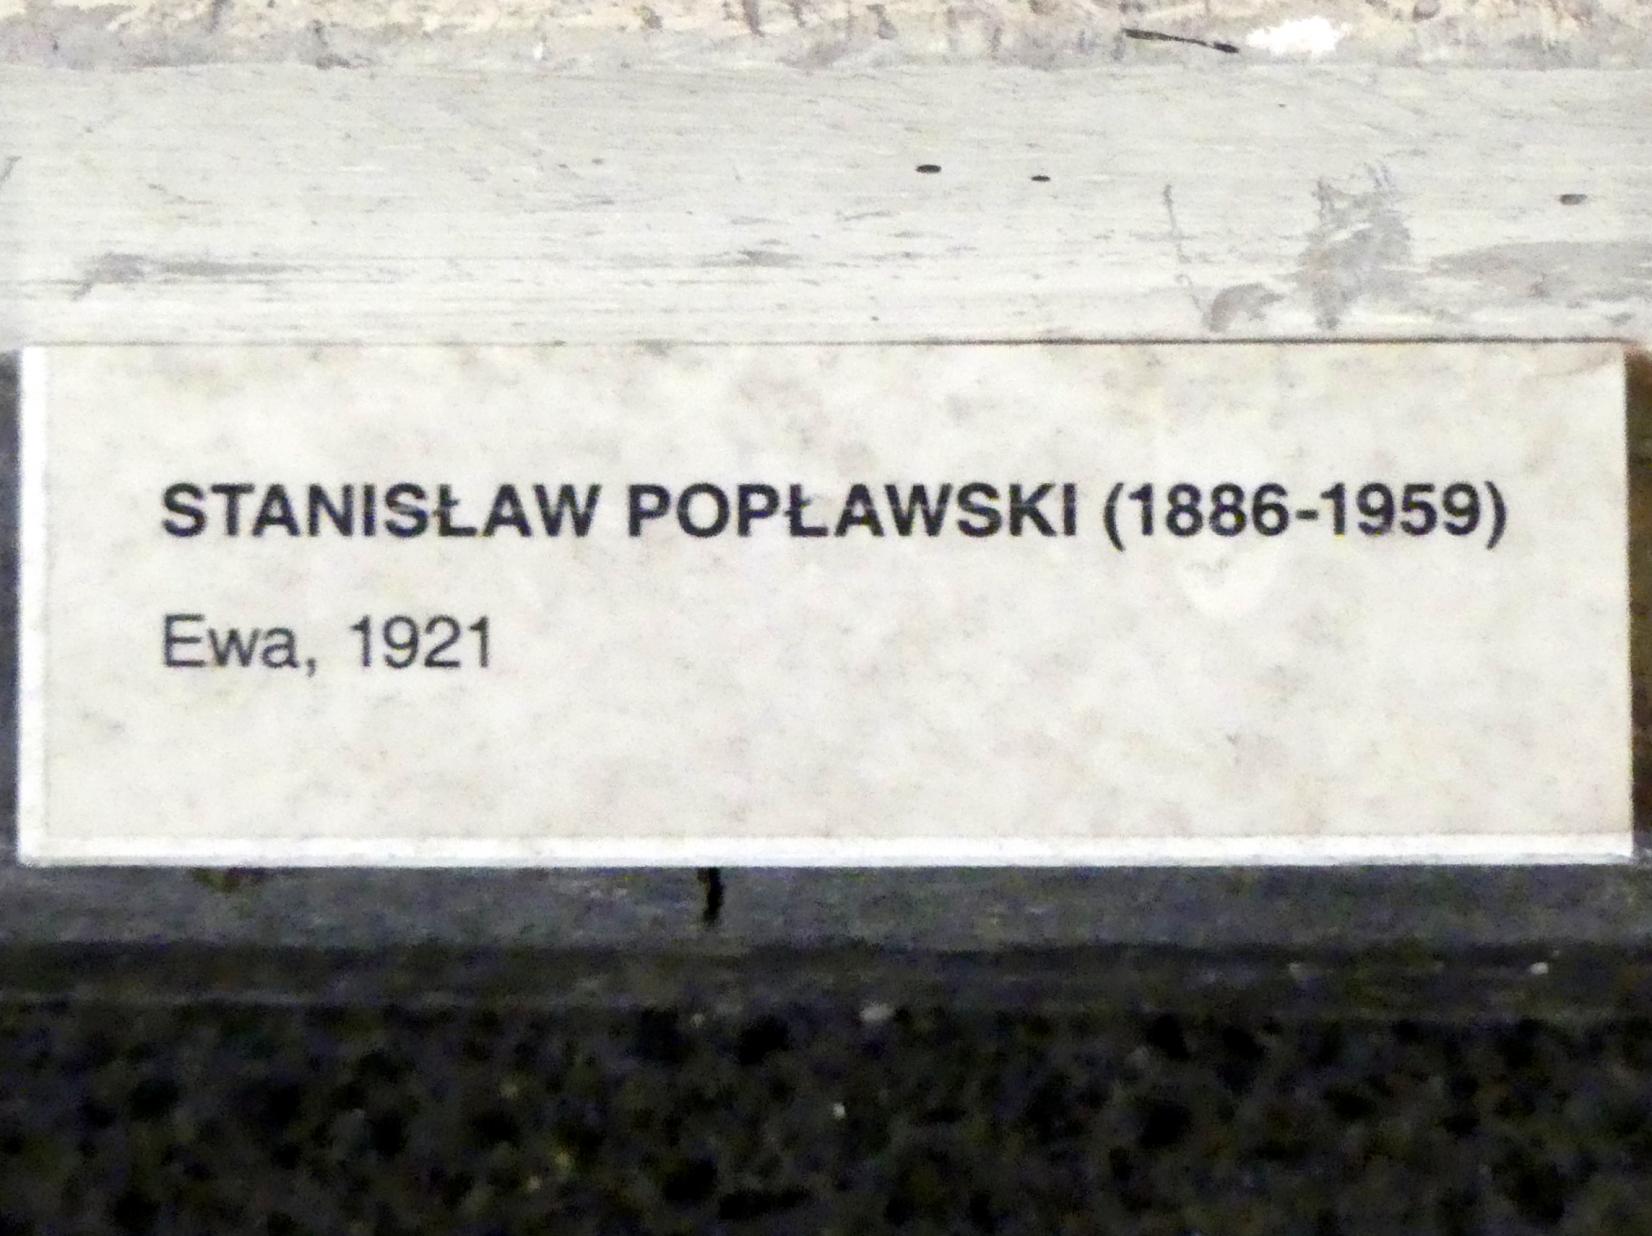 STANISŁAW POPŁAWSKI (1886-1959)
Ewa, 1921